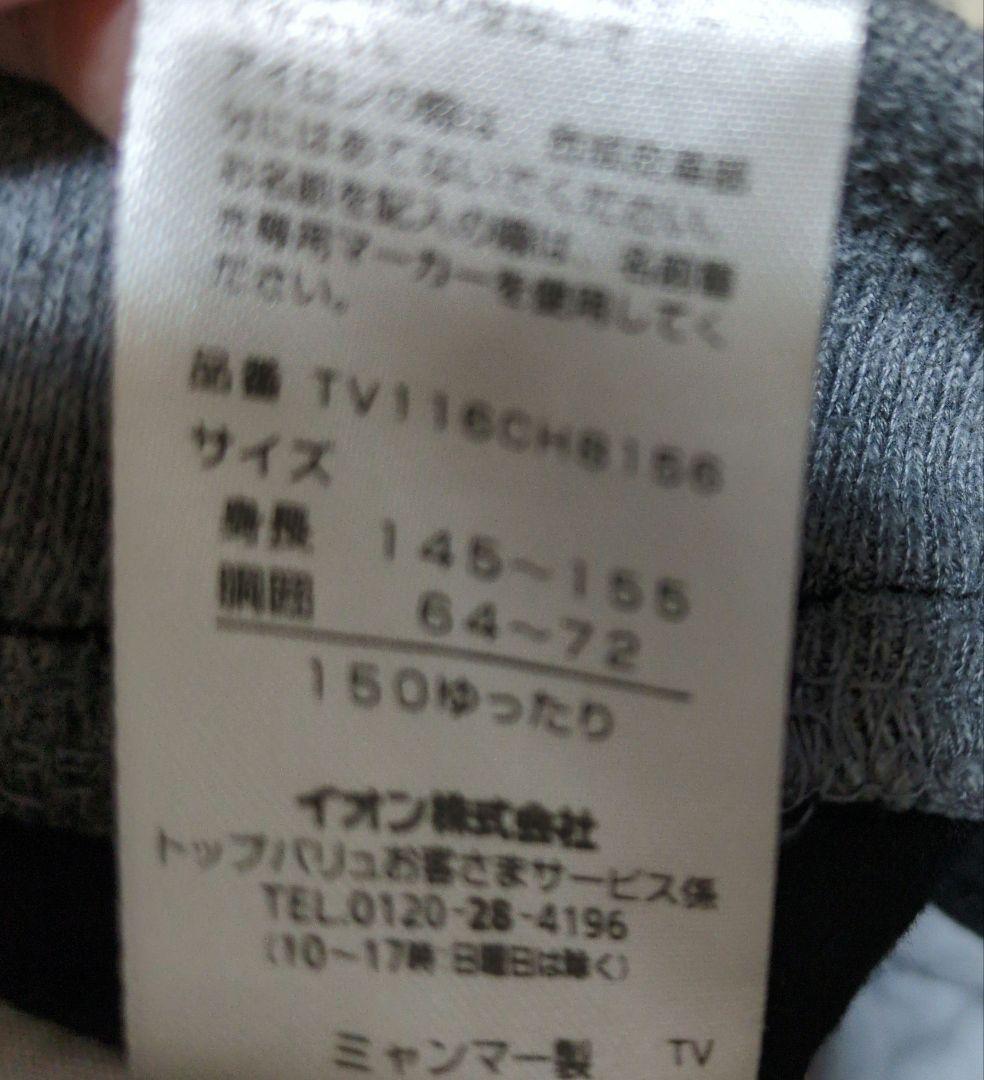 アイロンの際は、
分にはあてないでください。
お名前を記入の際は、名前書
き専用マーカーを使用してく
ださい。
品番 TV116CH8156
サイズ
身長 145~155
胴囲 64~72
150ゆったり
イオン株式会社
トップバリュお客さまサービス係
TEL.0120-28-4196
(10~17時 日曜日は除く)
ミャンマー製 TV